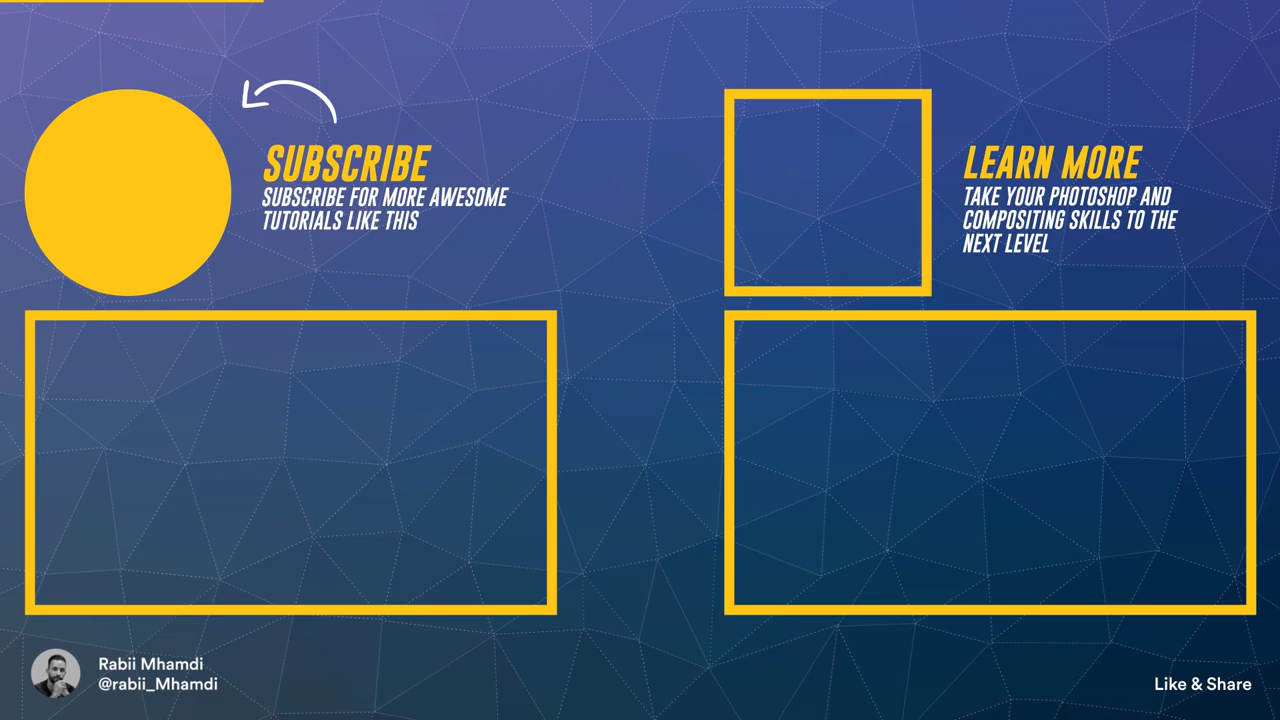 SUBSCRIBE
SUBSCRIBE FOR MORE AWESOME
TUTORIALS LIKE THIS
LEARN MORE
TAKE YOUR PHOTOSHOP AND
COMPOSITING SKILLS TO THE
NEXT LEVEL
Rabii Mhamdi
@rabii_Mhamdi
Like & Share